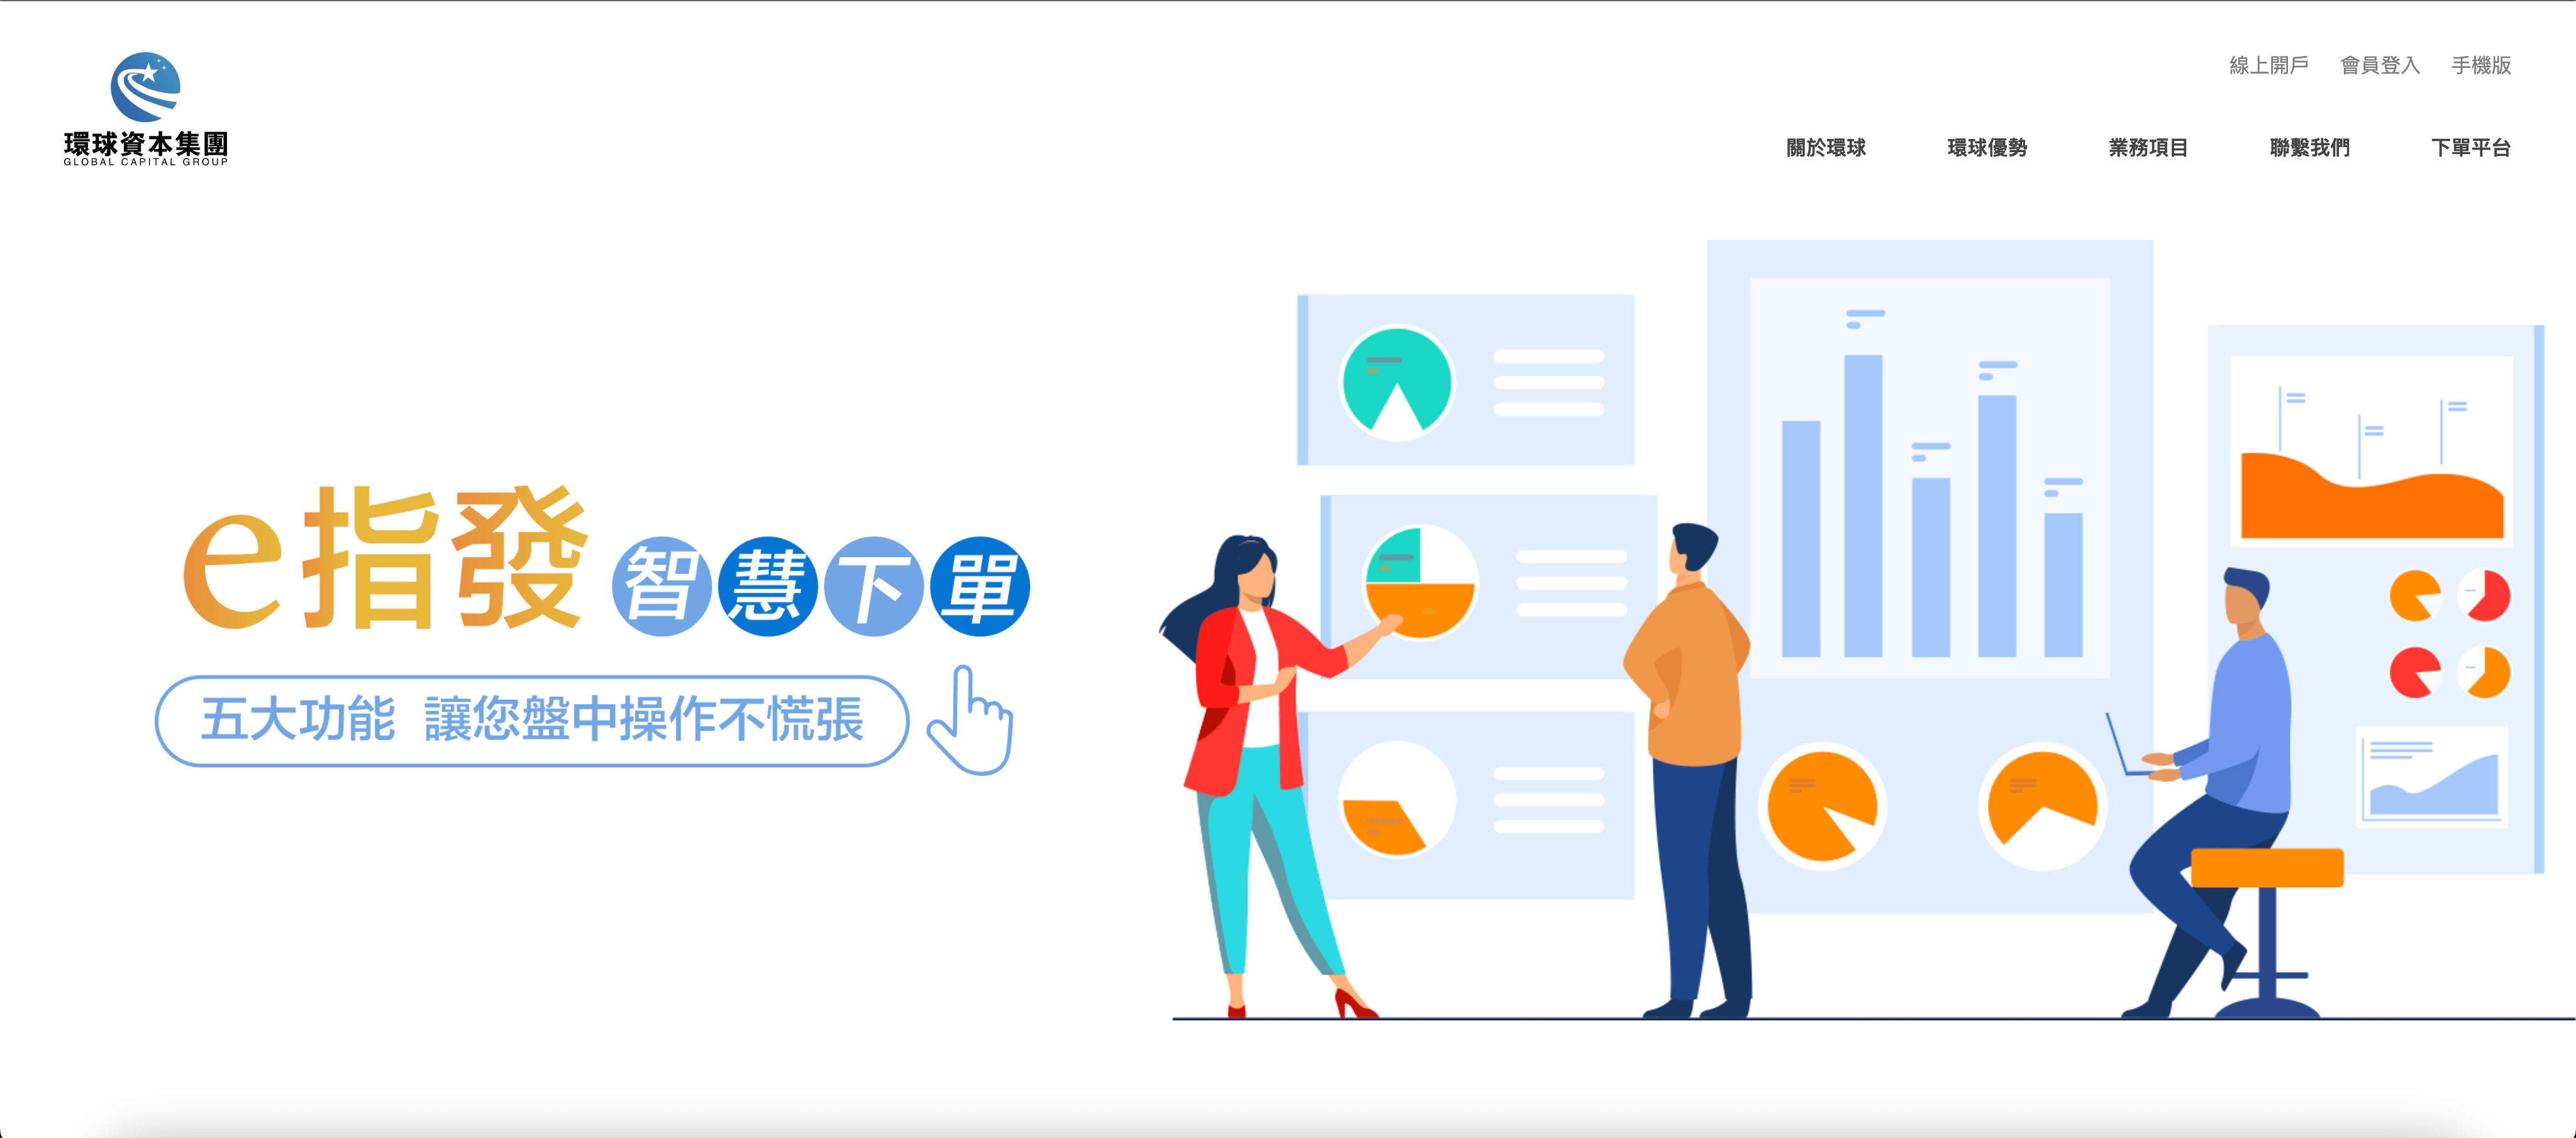 線上開戶 會員登入 手機版
環球資本集團
GLOBAL CAPITAL GROUP
關於環球 環球優勢 業務項目 聯繫我們 下單平台
e指發 智慧下單
五大功能 讓您盤中操作不慌張